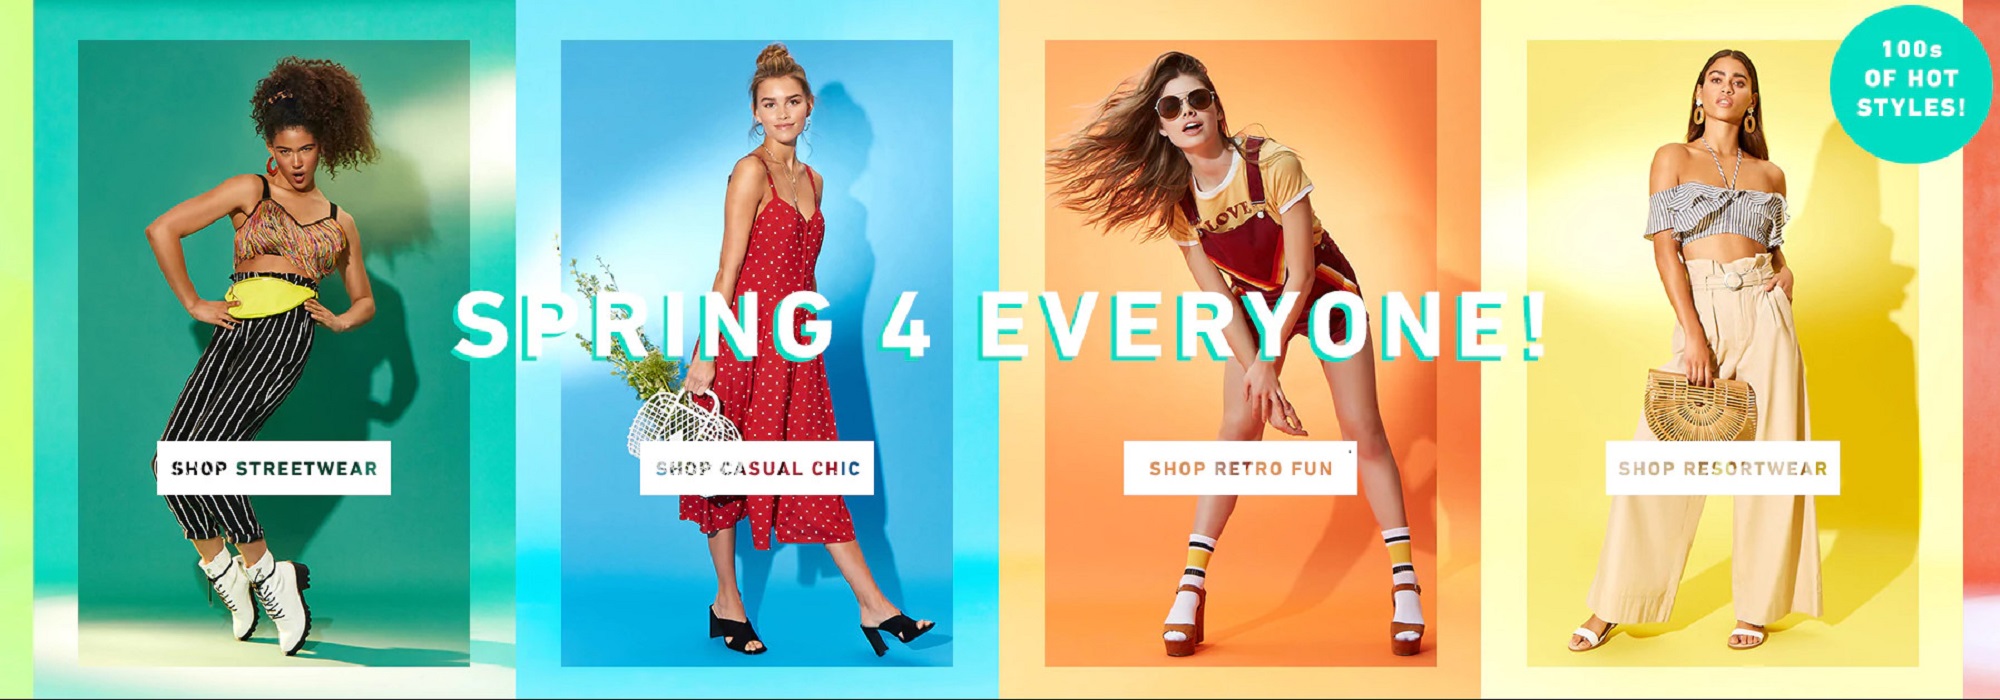 100s
OF HOT
STYLES!
LOVE
SPRING 4 EVERYONE!
SHOP STREETWEAR
SHOP CASUAL CHIC
SHOP RETRO FUN
SHOP RESORTWEAR